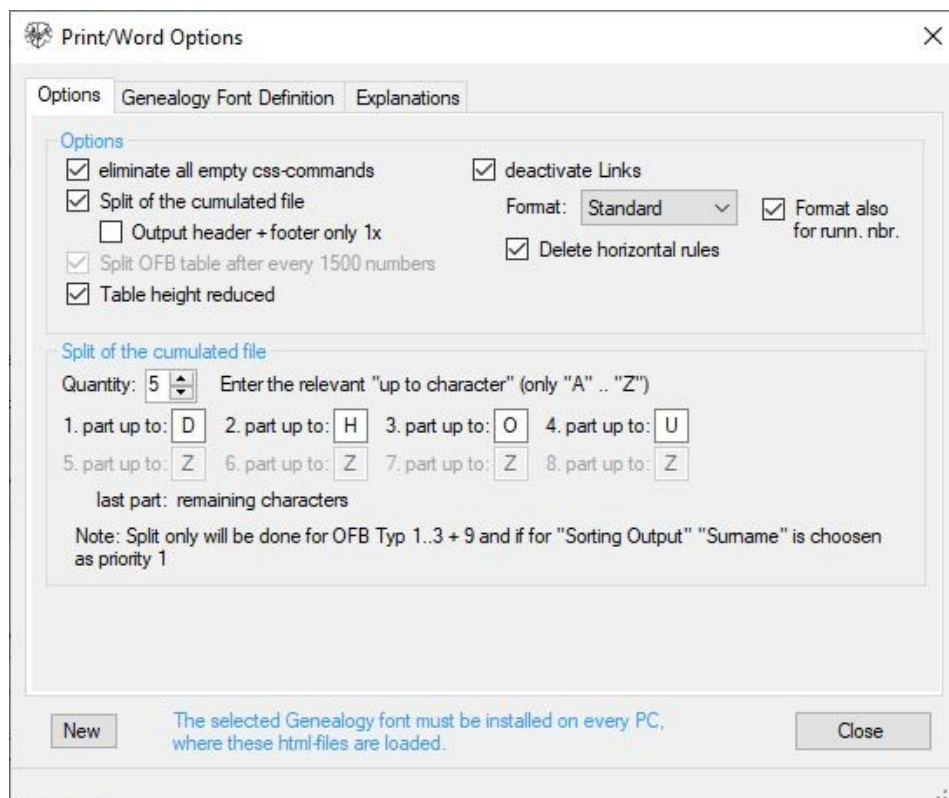 Print/Word Options
Options Genealogy Font Definition Explanations
Options
eliminate all empty css-commands
deactivate Links
Split of the cumulated file
Format: Standard
Format also
for runn. nbr.
Output header + footer only 1x
Delete horizontal rules
Split OFB table after every 1500 numbers
Table height reduced
Split of the cumulated file
Quantity: 5 Enter the relevant "up to character" (only "A" .. "Z")
1. part up to: D 2. part up to: H 3. part up to: O 4. part up to: U
5. part up to: Z 6. part up to: Z 7. part up to: Z 8. part up to: Z
last part: remaining characters
Note: Split only will be done for OFB Typ 1..3 + 9 and if for "Sorting Output" "Surname" is choosen
as priority 1
New
The selected Genealogy font must be installed on every PC,
where these html-files are loaded.
Close